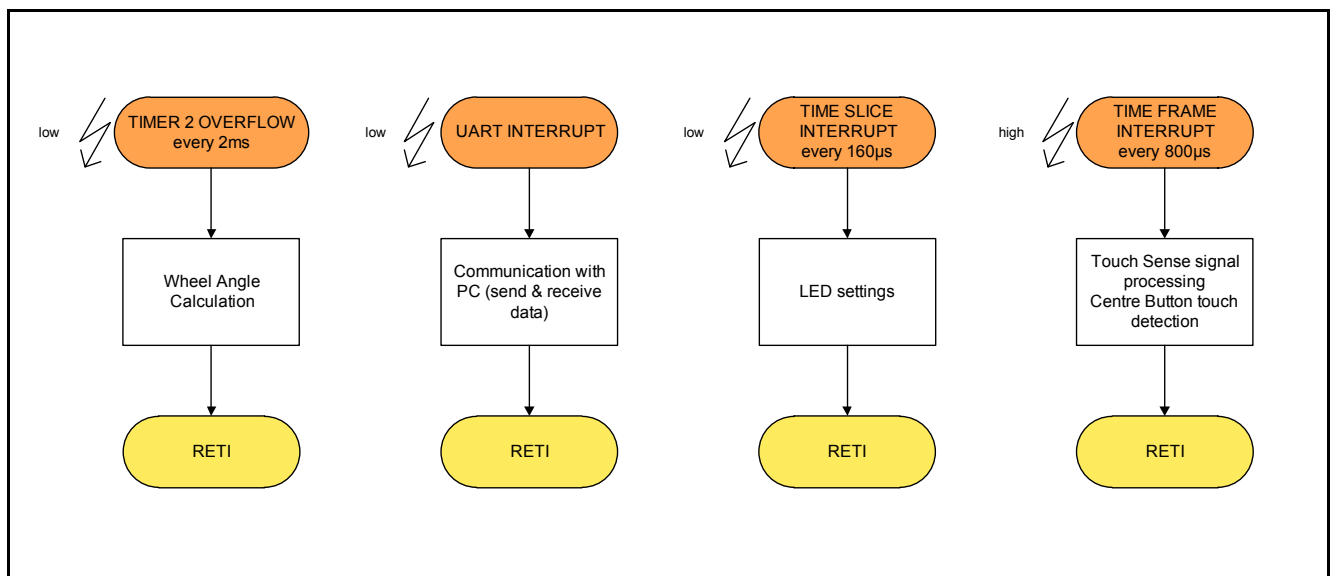 low
TIMER 2 OVERFLOW
every 2ms
Wheel Angle
Calculation
RETI
low
UART INTERRUPT
Communication with
PC (send & receive
data)
RETI
low
TIME SLICE
INTERRUPT
every 160µs
LED settings
RETI
high
TIME FRAME
INTERRUPT
every 800µs
Touch Sense signal
processing
Centre Button touch
detection
RETI